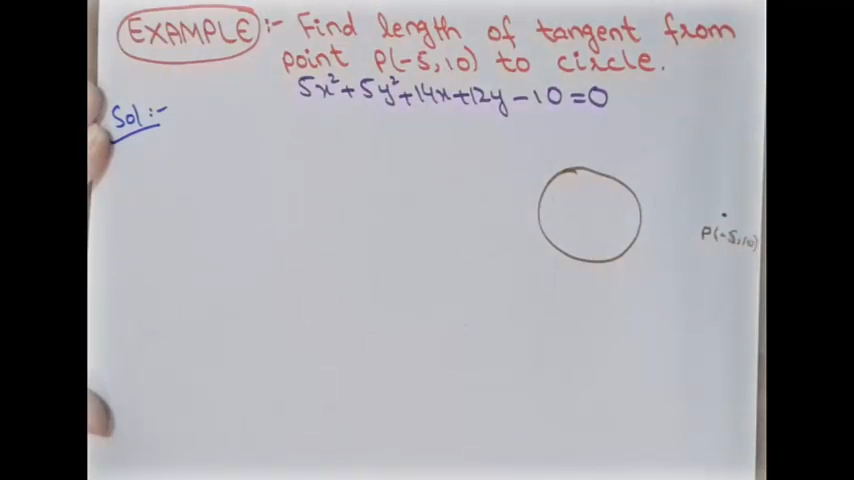 EXAMPLE :- Find length of tangent from
point P(-5, 10) to circle.
5x² + 5y² + 14x + 12y - 10 = 0
Sol :-
P(-5,10)